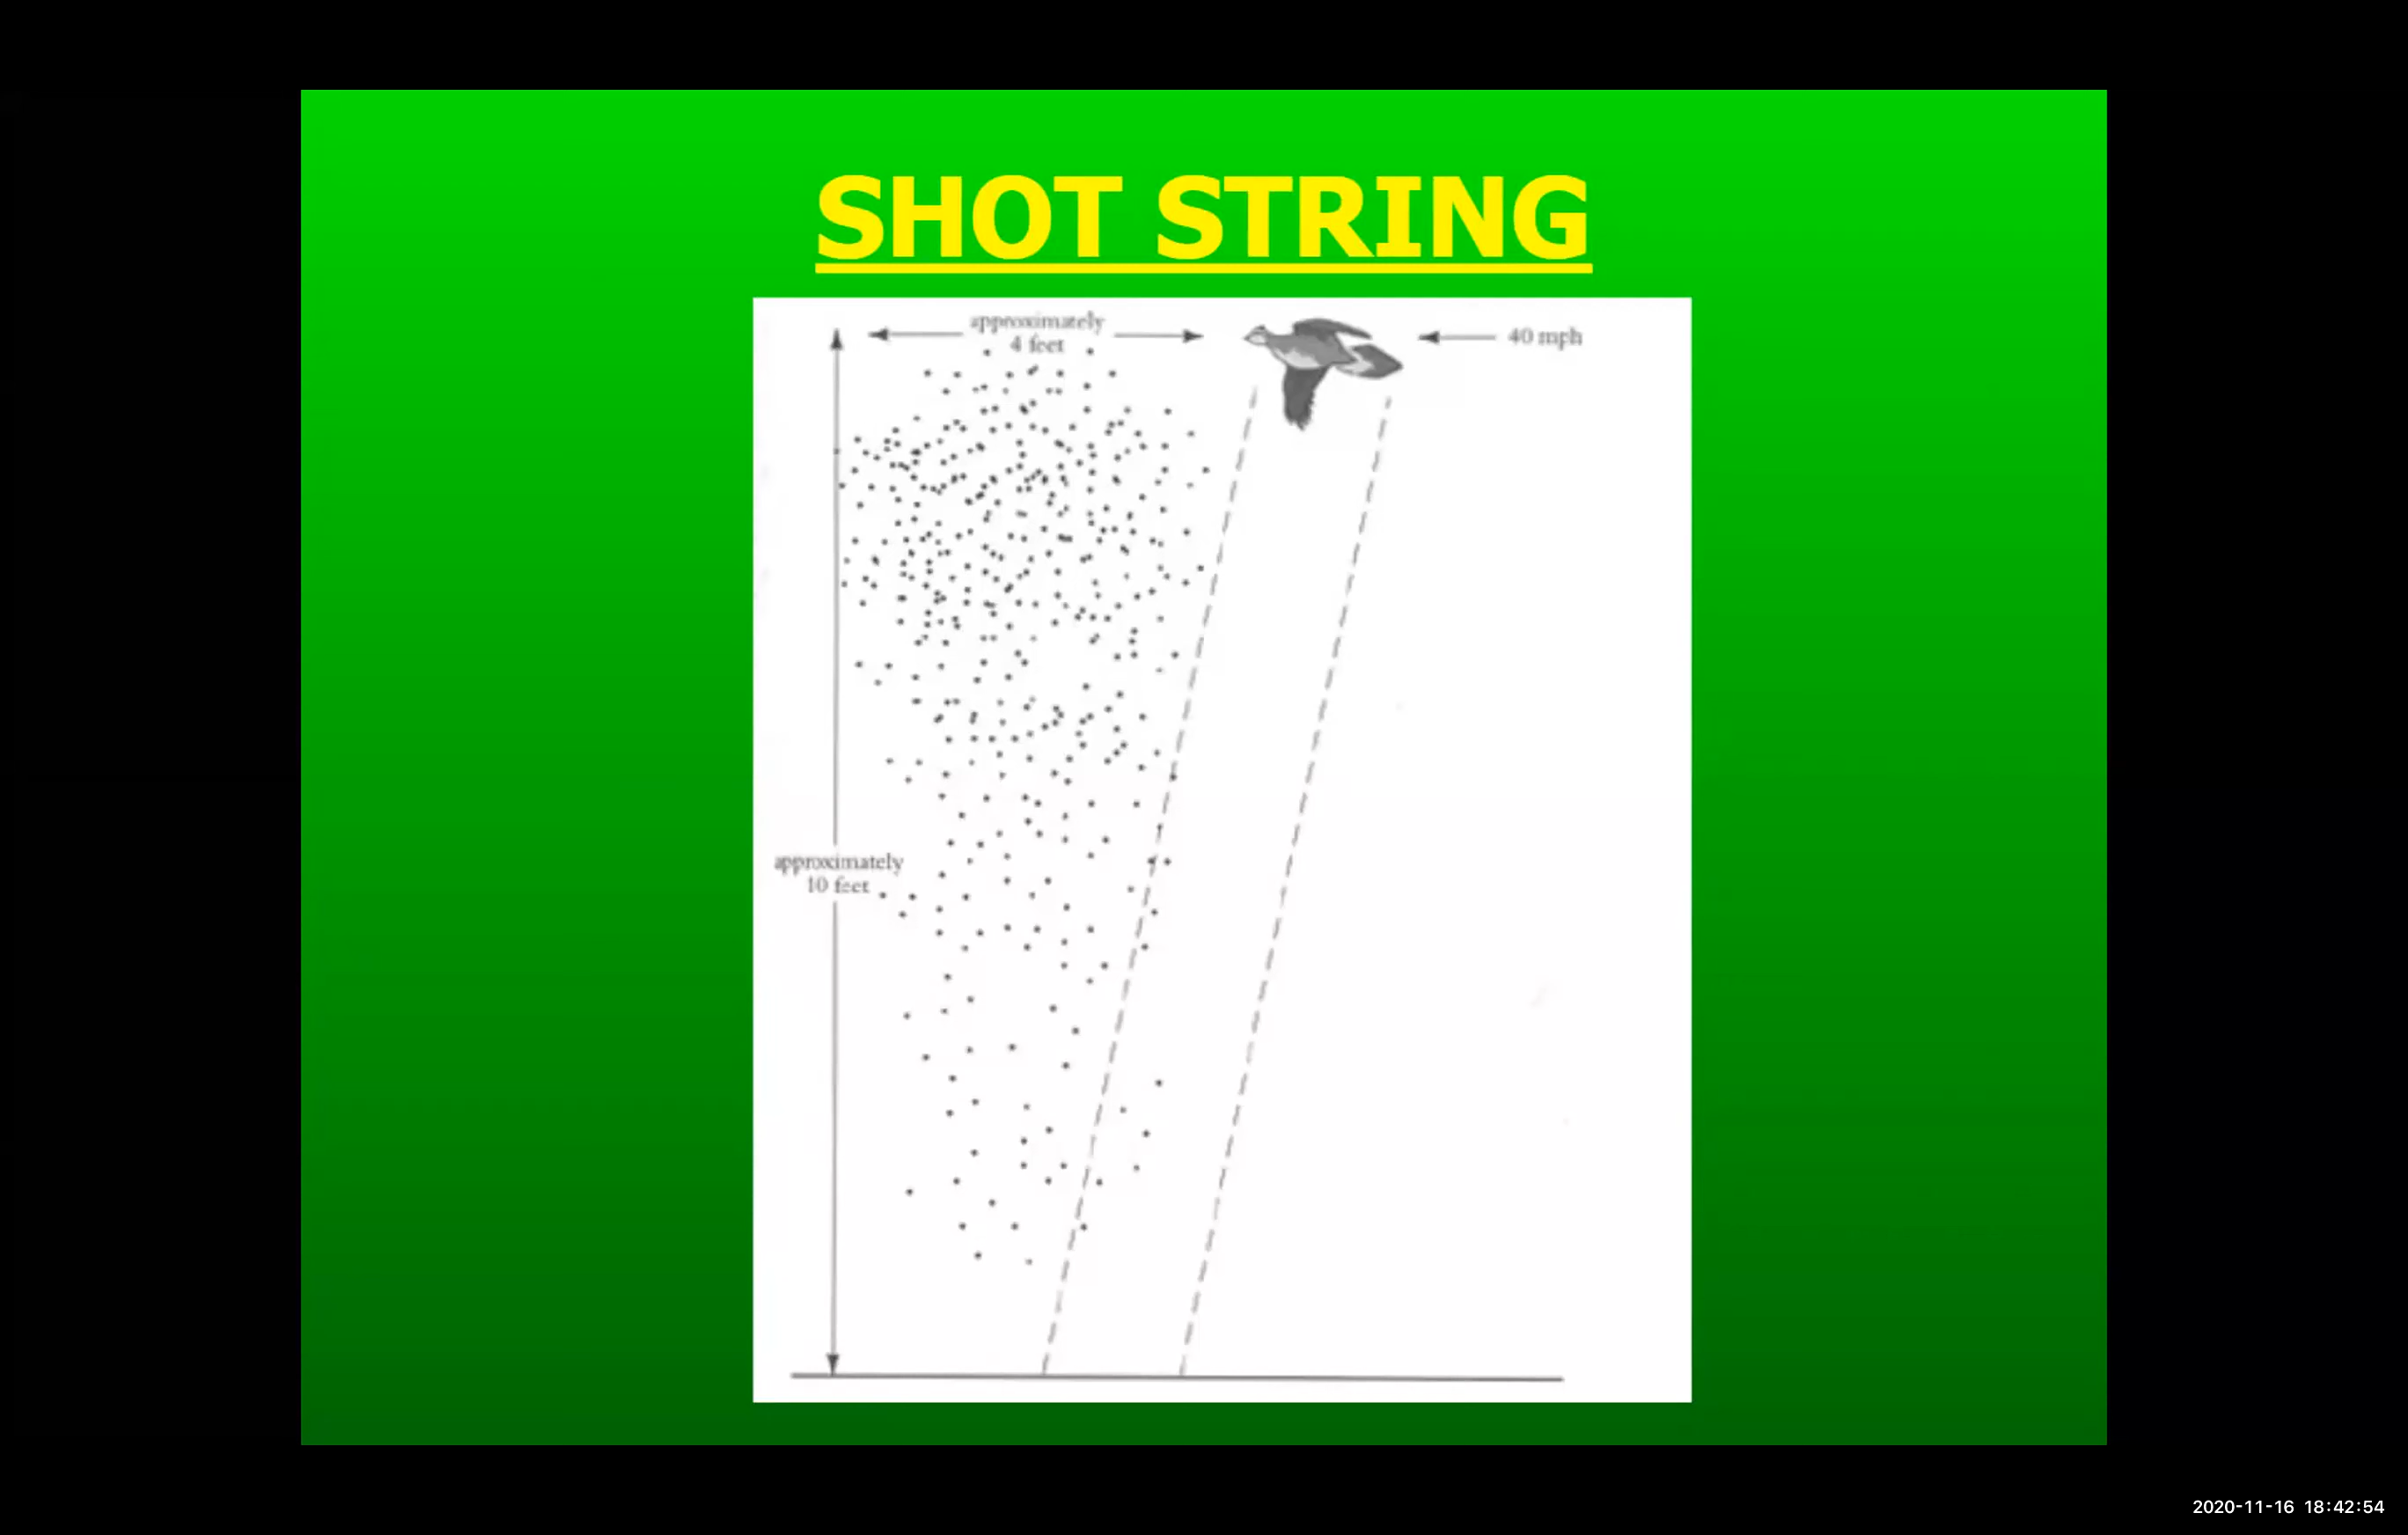 SHOT STRING
approximately
4 feet
40 mph
approximately
10 feet
2020-11-16 18:42:54